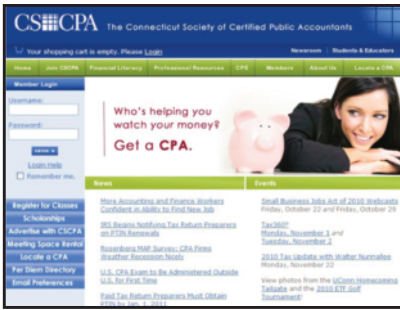 CS CPA The Connecticut Society of Certified Public Accountants
Your shopping cart is empty. Please Login
Newsroom | Students & Educators
Home Join CSCPA Financial Literacy Professional Resources CPE Members About Us Locate a CPA
Member Login
Username:
Password:
Login Help
Remember me.
Register for Classes
Scholarships
Advertise with CSCPA
Meeting Space Rental
Locate a CPA
Per Diem Directory
Email Preferences
Who's helping you
watch your money?
Get a CPA.
News
More Accounting and Finance Workers
Confident in Ability to Find New Job
IRS Begins Notifying Tax Return Preparers
on PTIN Renewals
Rosenberg MAP Survey: CPA Firms
Weather Recession Nicely
U.S. CPA Exam to Be Administered Outside
U.S. for First Time
Paid Tax Return Preparers Must Obtain
PTIN by Jan. 1, 2011
Events
Small Business Jobs Act of 2010 Webcasts
Friday, October 22 and Friday, October 29
Tax360°
Monday, November 1 and
Tuesday, November 2
2010 Tax Update with Walter Nunnallee
Monday, November 22
View photos from the UConn Homecoming
Tailgate and the 2010 ETF Golf
Tournament!